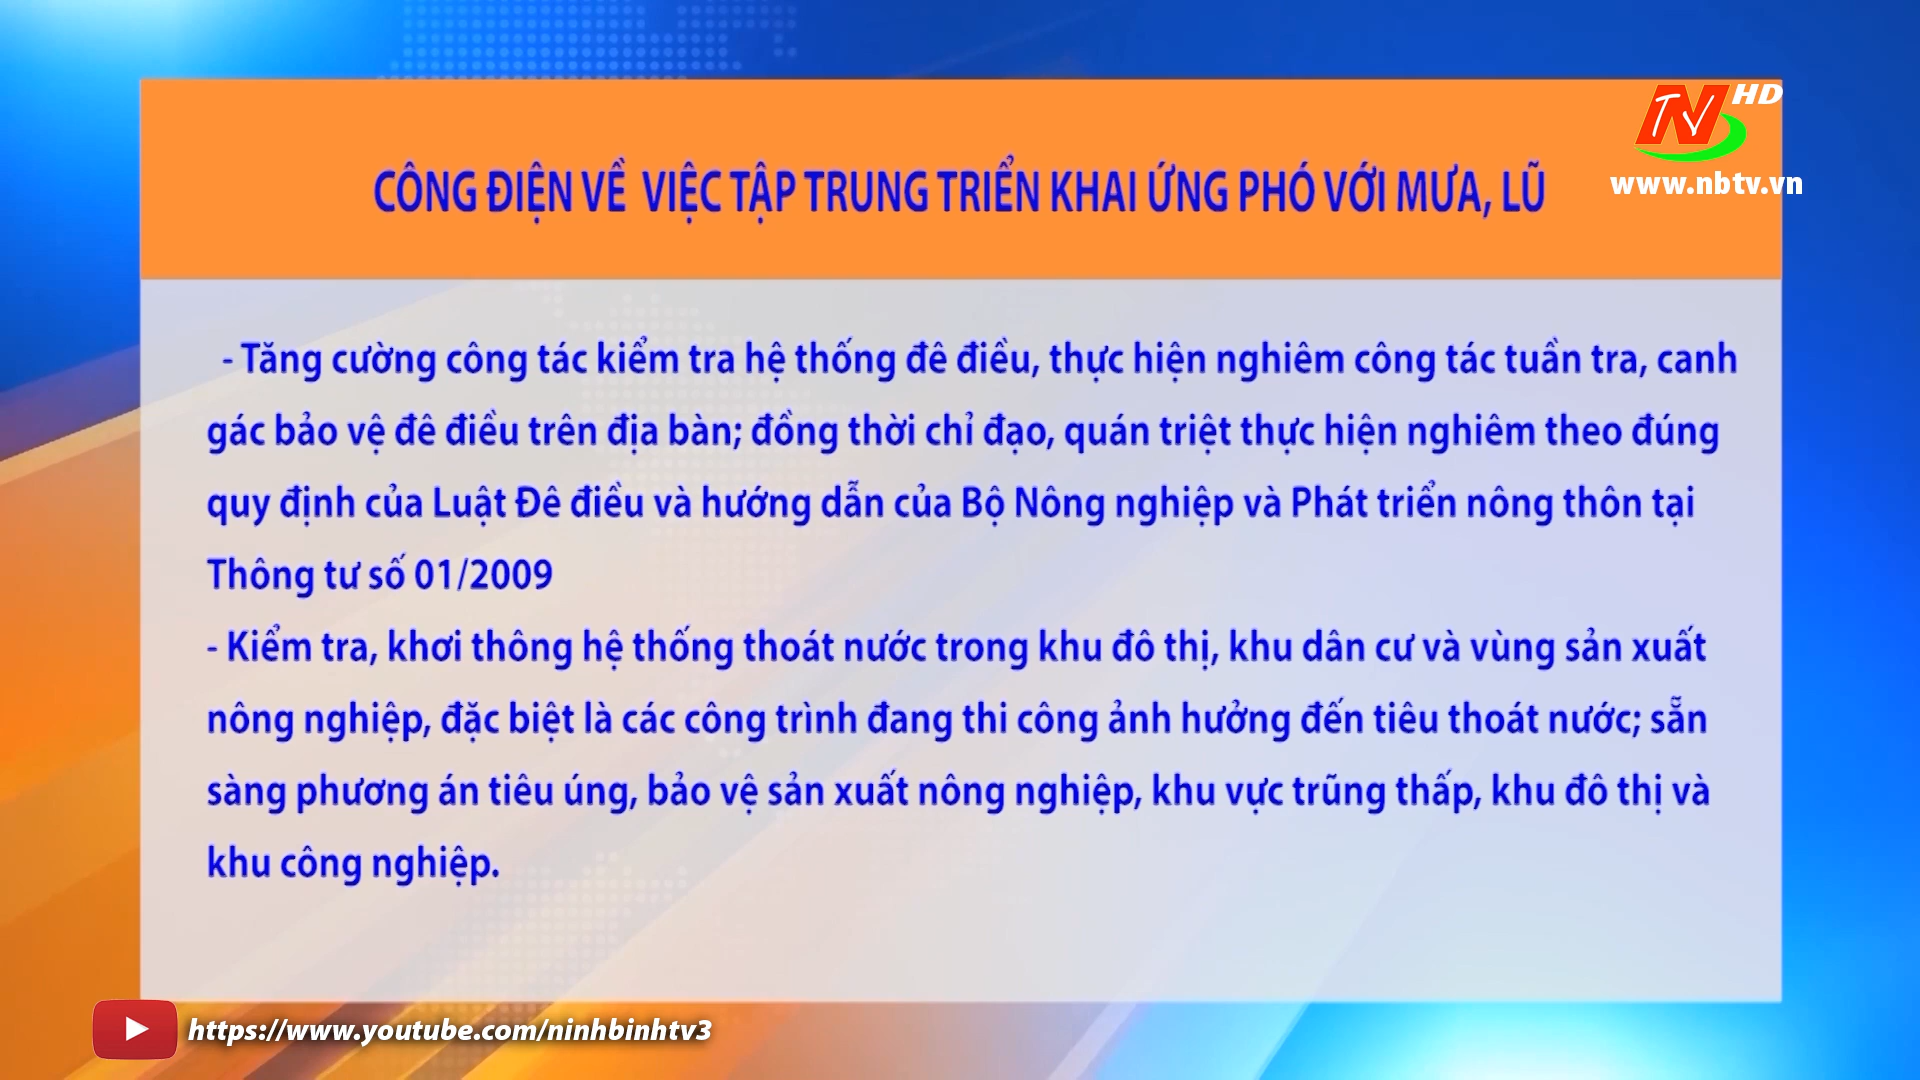 HD
NTV
www.nbtv.vn
CÔNG ĐIỆN VỀ VIỆC TẬP TRUNG TRIỂN KHAI ỨNG PHÓ VỚI MƯA, LŨ
- Tăng cường công tác kiểm tra hệ thống đê điều, thực hiện nghiêm công tác tuần tra, canh
gác bảo vệ đê điều trên địa bàn; đồng thời chỉ đạo, quán triệt thực hiện nghiêm theo đúng
quy định của Luật Đê điều và hướng dẫn của Bộ Nông nghiệp và Phát triển nông thôn tại
Thông tư số 01/2009
- Kiểm tra, khơi thông hệ thống thoát nước trong khu đô thị, khu dân cư và vùng sản xuất
nông nghiệp, đặc biệt là các công trình đang thi công ảnh hưởng đến tiêu thoát nước; sẵn
sàng phương án tiêu úng, bảo vệ sản xuất nông nghiệp, khu vực trũng thấp, khu đô thị và
khu công nghiệp.
https://www.youtube.com/ninhbinhtv3